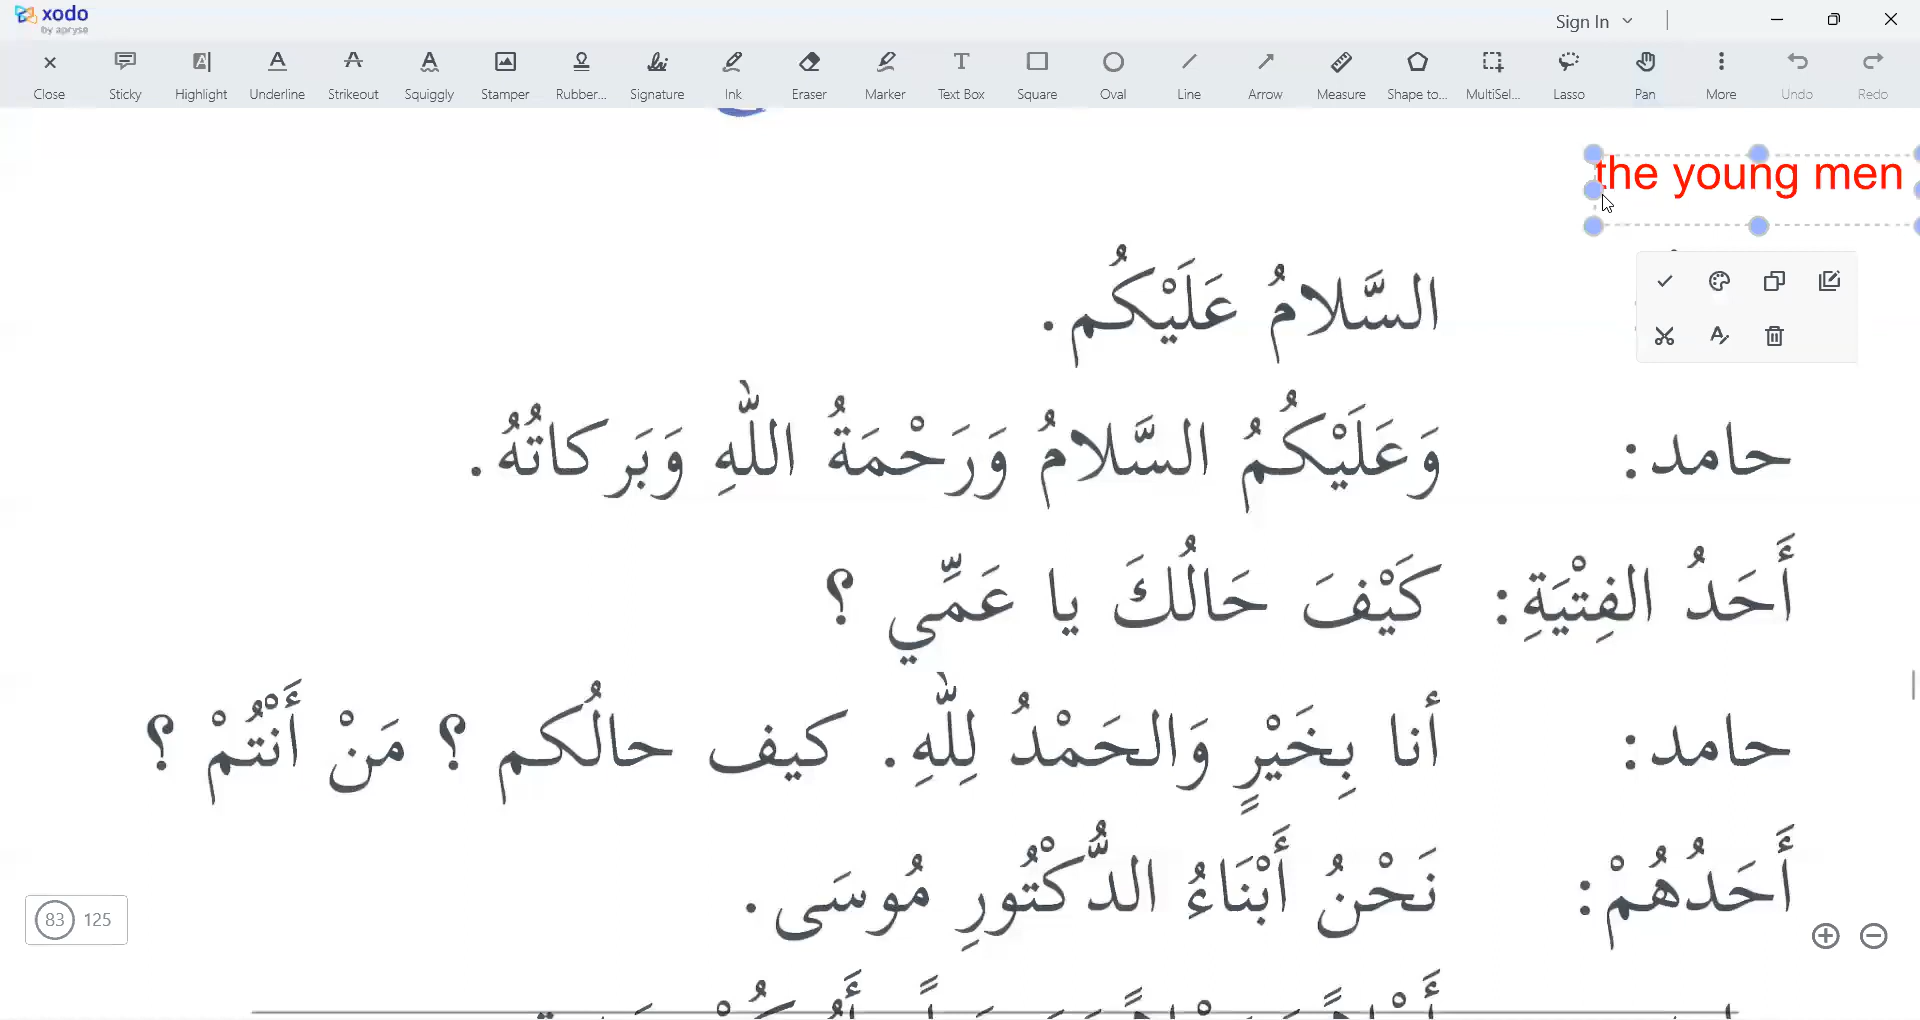 xodo
by apryse
Sign In
Close Sticky Highlight Underline Strikeout Squiggly Stamper Rubber... Signature Ink Eraser Marker Text Box Square Oval Line Arrow Measure Shape to... MultiSel... Lasso Pan More Undo Redo
the young men
السَّلامُ عَلَيْكُم.
حامد: وَعَلَيْكُمُ السَّلامُ وَرَحْمَةُ اللهِ وَبَركاتُهُ.
أَحَدُ الفِتْيَةِ: كَيْفَ حَالُكَ يا عَمِّي ؟
حامد: أنا بِخَيْرٍ وَالحَمْدُ لِلّٰهِ. كيف حالُكم ؟ مَنْ أَنْتُمْ ؟
أَحَدُهُمْ: نَحْنُ أَبْنَاءُ الدُّكْتُورِ مُوسَى.
83 125